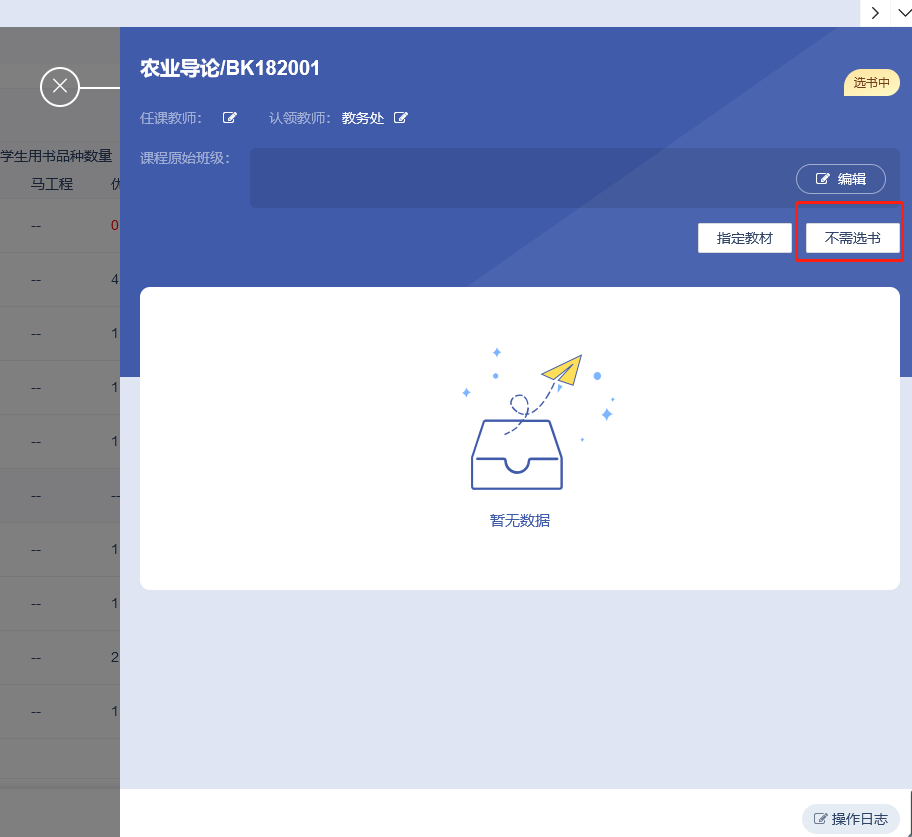 农业导论/BK182001
选书中
任课教师:
认领教师: 教务处
课程原始班级:
编辑
指定教材
不需选书
学生用书品种数量
马工程
优
-- 0
-- 4
-- 1
-- 1
-- 1
-- --
-- 1
-- 1
-- 2
-- 1
暂无数据
操作日志